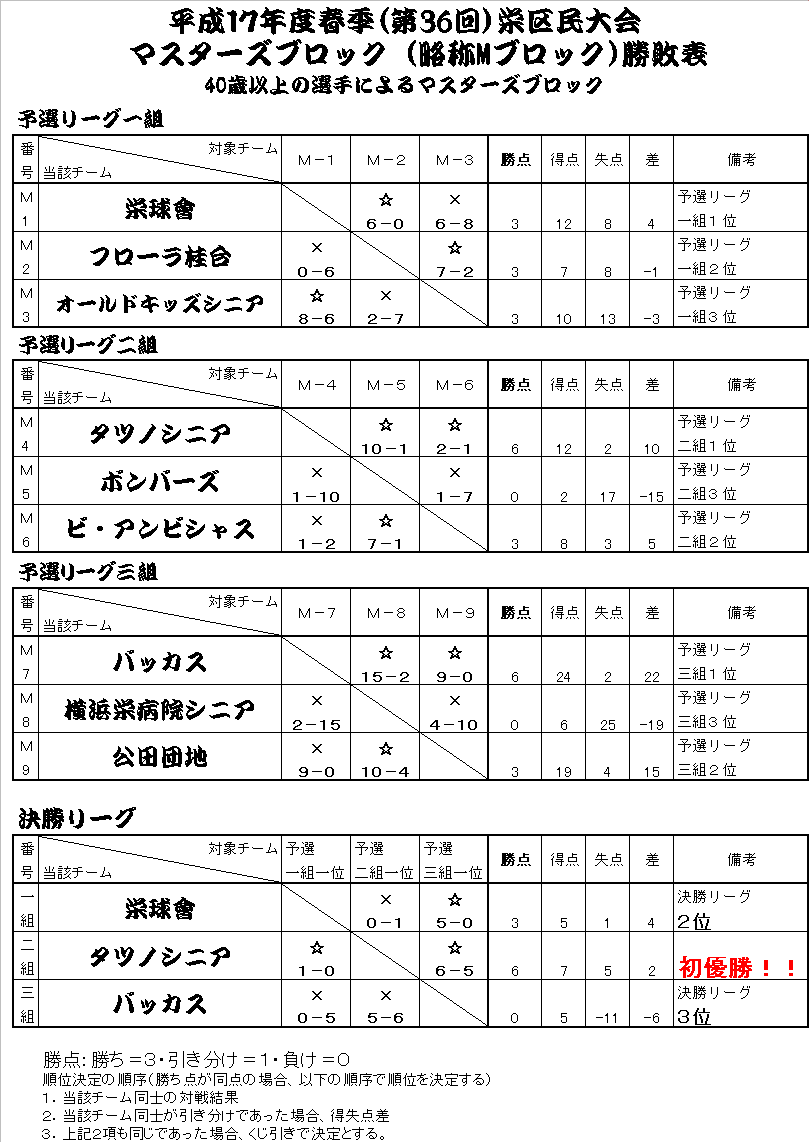 平成17年度春季(第36回)栄区民大会
マスターズブロック (略称Mブロック)勝敗表
40歳以上の選手によるマスターズブロック
予選リーグ一組
番号 対象チーム 当該チーム M-1 M-2 M-3 勝点 得点 失点 差 備考
M1 栄球會 ☆ 6-0 × 6-8 3 12 8 4 予選リーグ 一組1位
M2 フローラ桂台 × 0-6 ☆ 7-2 3 7 8 -1 予選リーグ 一組2位
M3 オールドキッズシニア ☆ 8-6 × 2-7 3 10 13 -3 予選リーグ 一組3位
予選リーグ二組
番号 対象チーム 当該チーム M-4 M-5 M-6 勝点 得点 失点 差 備考
M4 タツノシニア ☆ 10-1 ☆ 2-1 6 12 2 10 予選リーグ 二組1位
M5 ボンバーズ × 1-10 × 1-7 0 2 17 -15 予選リーグ 二組3位
M6 ビ・アンビシャス × 1-2 ☆ 7-1 3 8 3 5 予選リーグ 二組2位
予選リーグ三組
番号 対象チーム 当該チーム M-7 M-8 M-9 勝点 得点 失点 差 備考
M7 バッカス ☆ 15-2 ☆ 9-0 6 24 2 22 予選リーグ 三組1位
M8 横浜栄病院シニア × 2-15 × 4-10 0 6 25 -19 予選リーグ 三組3位
M9 公田団地 × 9-0 ☆ 10-4 3 19 4 15 予選リーグ 三組2位
決勝リーグ
番号 対象チーム 当該チーム 予選一組一位 予選二組一位 予選三組一位 勝点 得点 失点 差 備考
一組 栄球會 × 0-1 ☆ 5-0 3 5 1 4 決勝リーグ 2位
二組 タツノシニア ☆ 1-0 ☆ 6-5 6 7 5 2 初優勝!!
三組 バッカス × 0-5 × 5-6 0 5 -11 -6 決勝リーグ 3位
勝点:勝ち=3・引き分け=1・負け=0
順位決定の順序(勝ち点が同点の場合、以下の順序で順位を決定する)
1.当該チーム同士の対戦結果
2.当該チーム同士が引き分けであった場合、得失点差
3.上記2項も同じであった場合、くじ引きで決定とする。